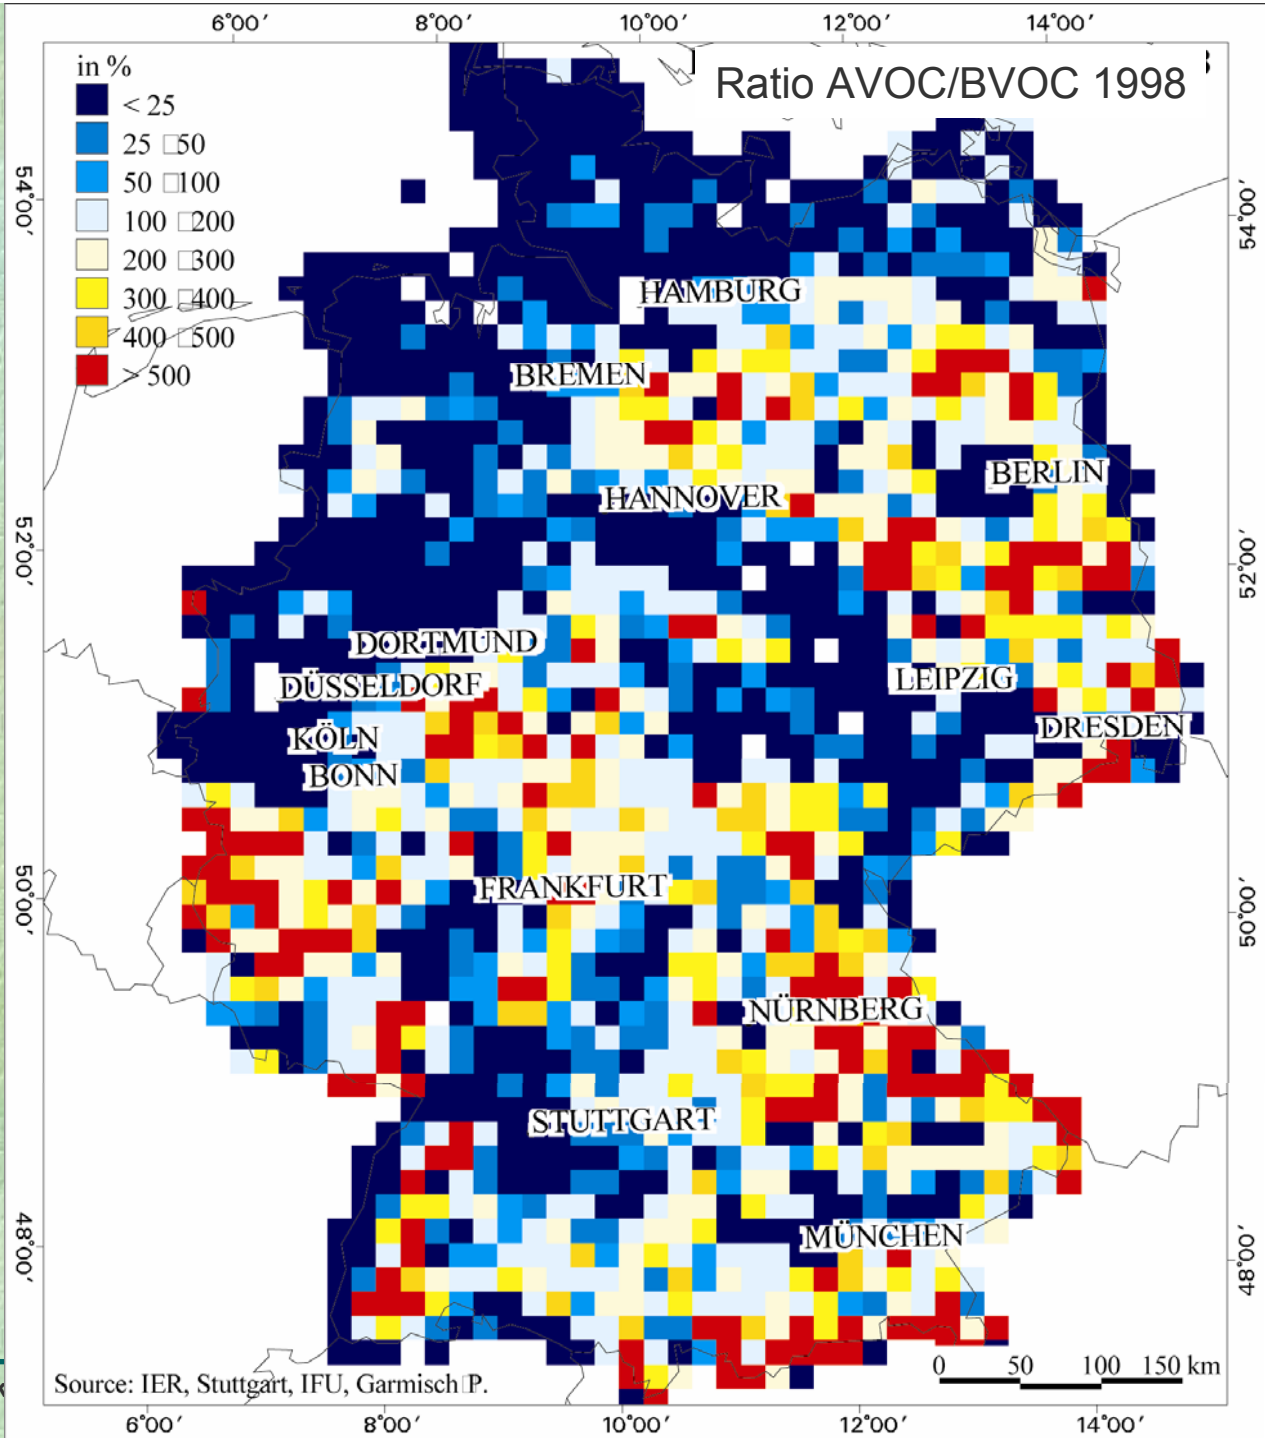 6°00′ 8°00′ 10°00′ 12°00′ 14°00′
in %
Ratio AVOC/BVOC 1998
< 25
25 □50
50 □100
100 □200
200 □300
300 □400
400 □500
> 500
54°00′ 54°00′
HAMBURG
BREMEN
BERLIN
HANNOVER
52°00′ 52°00′
DORTMUND
LEIPZIG
DÜSSELDORF
DRESDEN
KÖLN
BONN
50°00′ 50°00′
FRANKFURT
NÜRNBERG
STUTTGART
MÜNCHEN
48°00′ 48°00′
0 50 100 150 km
Source: IER, Stuttgart, IFU, Garmisch□P.
6°00′ 8°00′ 10°00′ 12°00′ 14°00′